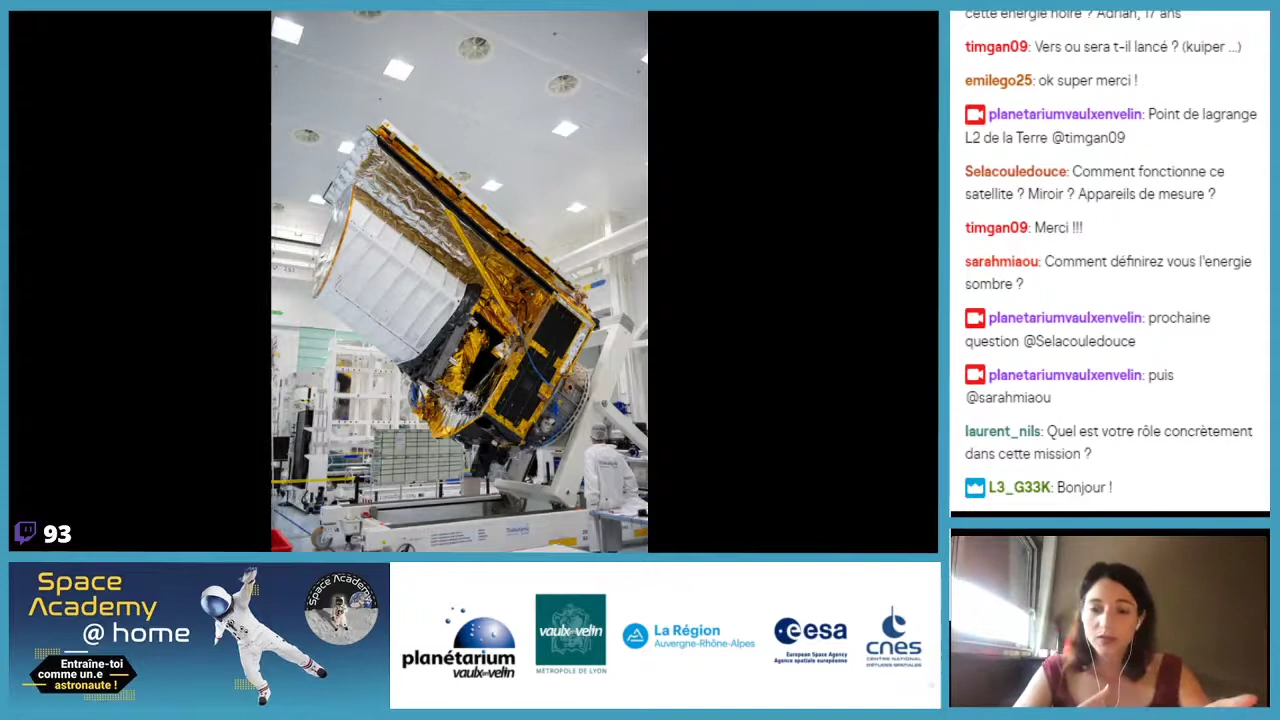 cette énergie noire ? Adrian, 17 ans
timgan09: Vers ou sera t-il lancé ? (kuiper ...)
emilego25: ok super merci !
planetariumvaulxenvelin: Point de lagrange
L2 de la Terre @timgan09
Selacouledouce: Comment fonctionne ce
satellite ? Miroir ? Appareils de mesure ?
timgan09: Merci !!!
sarahmiaou: Comment définirez vous l'energie
sombre ?
planetariumvaulxenvelin: prochaine
question @Selacouledouce
planetariumvaulxenvelin: puis
@sarahmiaou
laurent_nils: Quel est votre rôle concrètement
dans cette mission ?
L3_G33K: Bonjour !
93
Space
Academy
@ home
Entraîne-toi
comme un.e
astronaute !
Space Academy
planétarium
vaulx en velin
vaulx en velin
MÉTROPOLE DE LYON
La Région
Auvergne-Rhône-Alpes
esa
European Space Agency
Agence spatiale européenne
cnes
CENTRE NATIONAL
D'ÉTUDES SPATIALES